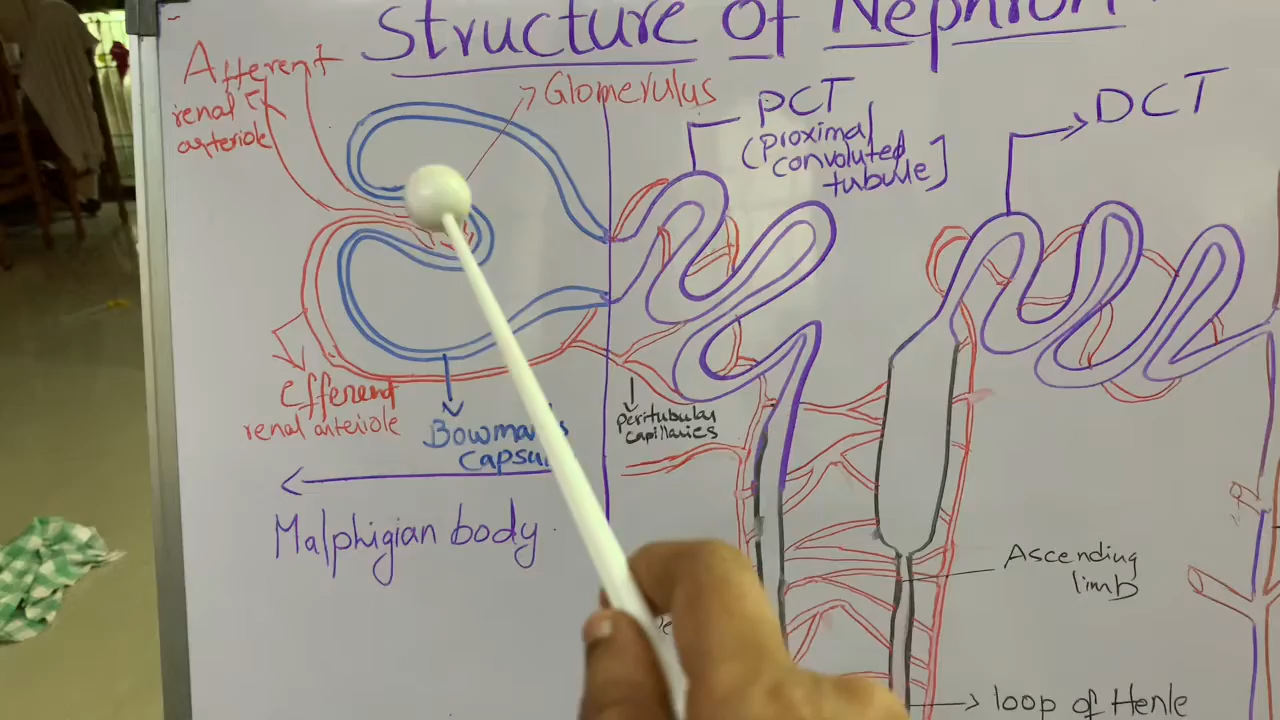 Structure of Nephron
Afferent
renal
arteriole
Glomerulus
PCT
(Proximal
convoluted
tubule]
DCT
Efferent
renal arteriole
Bowman's
capsul
peritubular
capillaries
Malphigian body
Ascending
limb
loop of Henle